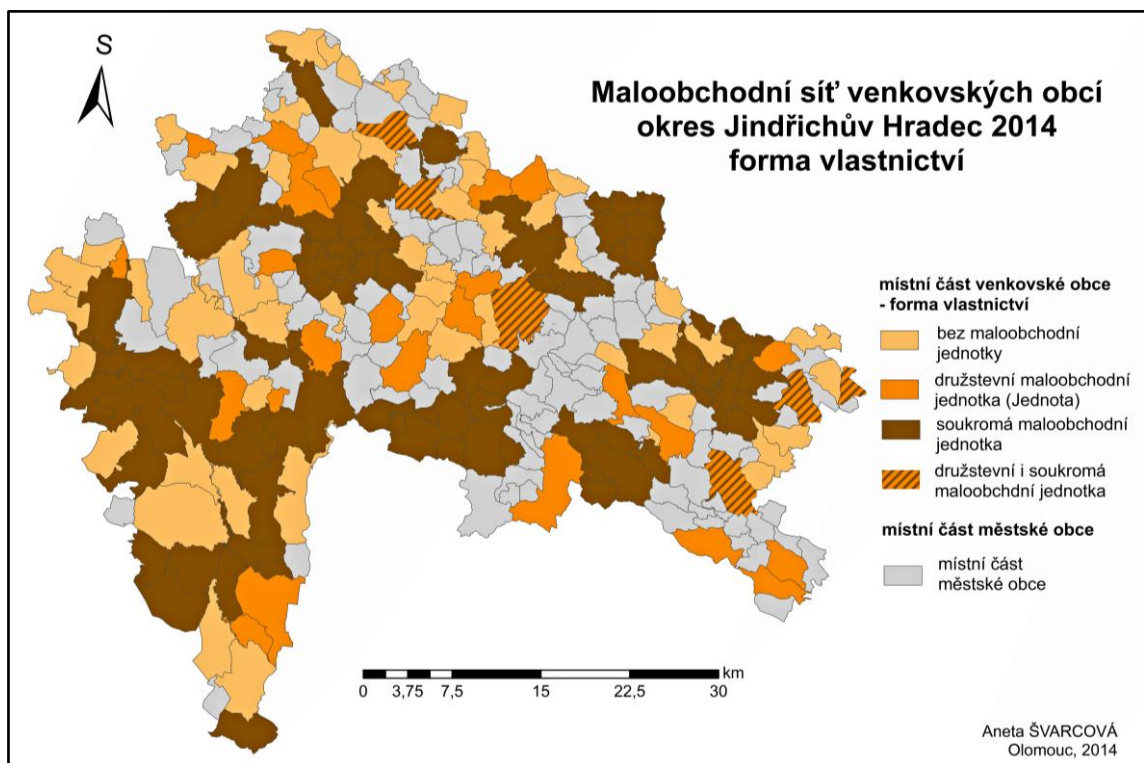 S
Maloobchodní síť venkovských obcí
okres Jindřichův Hradec 2014
forma vlastnictví
místní část venkovské obce
- forma vlastnictví
bez maloobchodní
jednotky
družstevní maloobchodní
jednotka (Jednota)
soukromá maloobchodní
jednotka
družstevní i soukromá
maloobchdní jednotka
místní část městské obce
místní část
městské obce
km
0 3,75 7,5 15 22,5 30
Aneta ŠVARCOVÁ
Olomouc, 2014